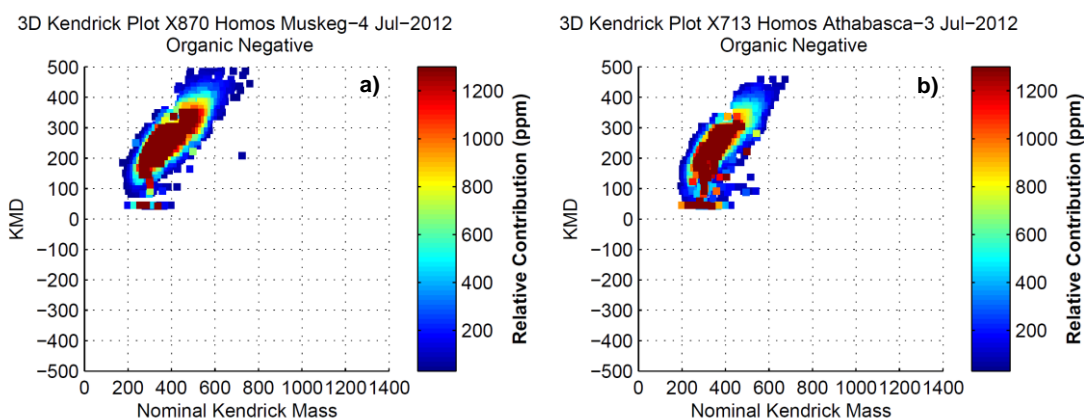 3D Kendrick Plot X870 Homos Muskeg−4 Jul−2012
Organic Negative
a)
500
400
300
200
100
0
−100
−200
−300
−400
−500
KMD
0 200 400 600 800 1000 1200 1400
Nominal Kendrick Mass
1200
1000
800
600
400
200
Relative Contribution (ppm)
3D Kendrick Plot X713 Homos Athabasca−3 Jul−2012
Organic Negative
b)
500
400
300
200
100
0
−100
−200
−300
−400
−500
KMD
0 200 400 600 800 1000 1200 1400
Nominal Kendrick Mass
1200
1000
800
600
400
200
Relative Contribution (ppm)